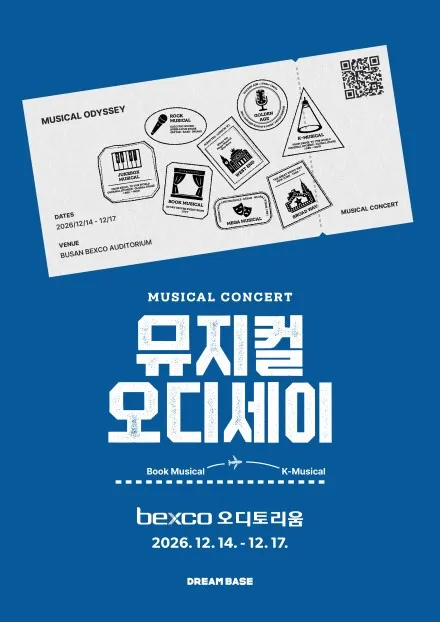 MUSICAL ODYSSEY
ROCK
MUSICAL
GOLDEN
AGE
K-MUSICAL
JUKEBOX
MUSICAL
WEST END
BOOK MUSICAL
MEGA MUSICAL
BROADWAY
DATES
2026/12/14 - 12/17
VENUE
BUSAN BEXCO AUDITORIUM
MUSICAL CONCERT
MUSICAL CONCERT
뮤지컬
오디세이
Book Musical
K-Musical
bexco 오디토리움
2026. 12. 14. - 12. 17.
DREAM BASE